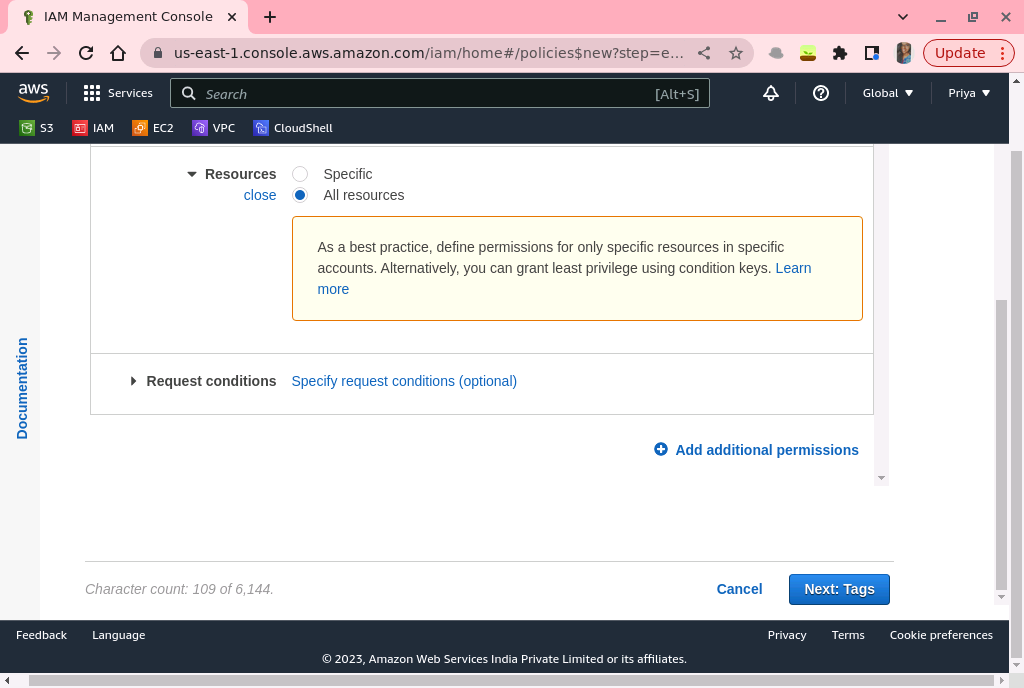 IAM Management Console
us-east-1.console.aws.amazon.com/iam/home#/policies$new?step=e...
Update
aws
Services
Search
[Alt+S]
Global
Priya
S3
IAM
EC2
VPC
CloudShell
Documentation
Resources
close
Specific
All resources
As a best practice, define permissions for only specific resources in specific
accounts. Alternatively, you can grant least privilege using condition keys. Learn
more
Request conditions
Specify request conditions (optional)
Add additional permissions
Character count: 109 of 6,144.
Cancel
Next: Tags
Feedback
Language
Privacy
Terms
Cookie preferences
© 2023, Amazon Web Services India Private Limited or its affiliates.